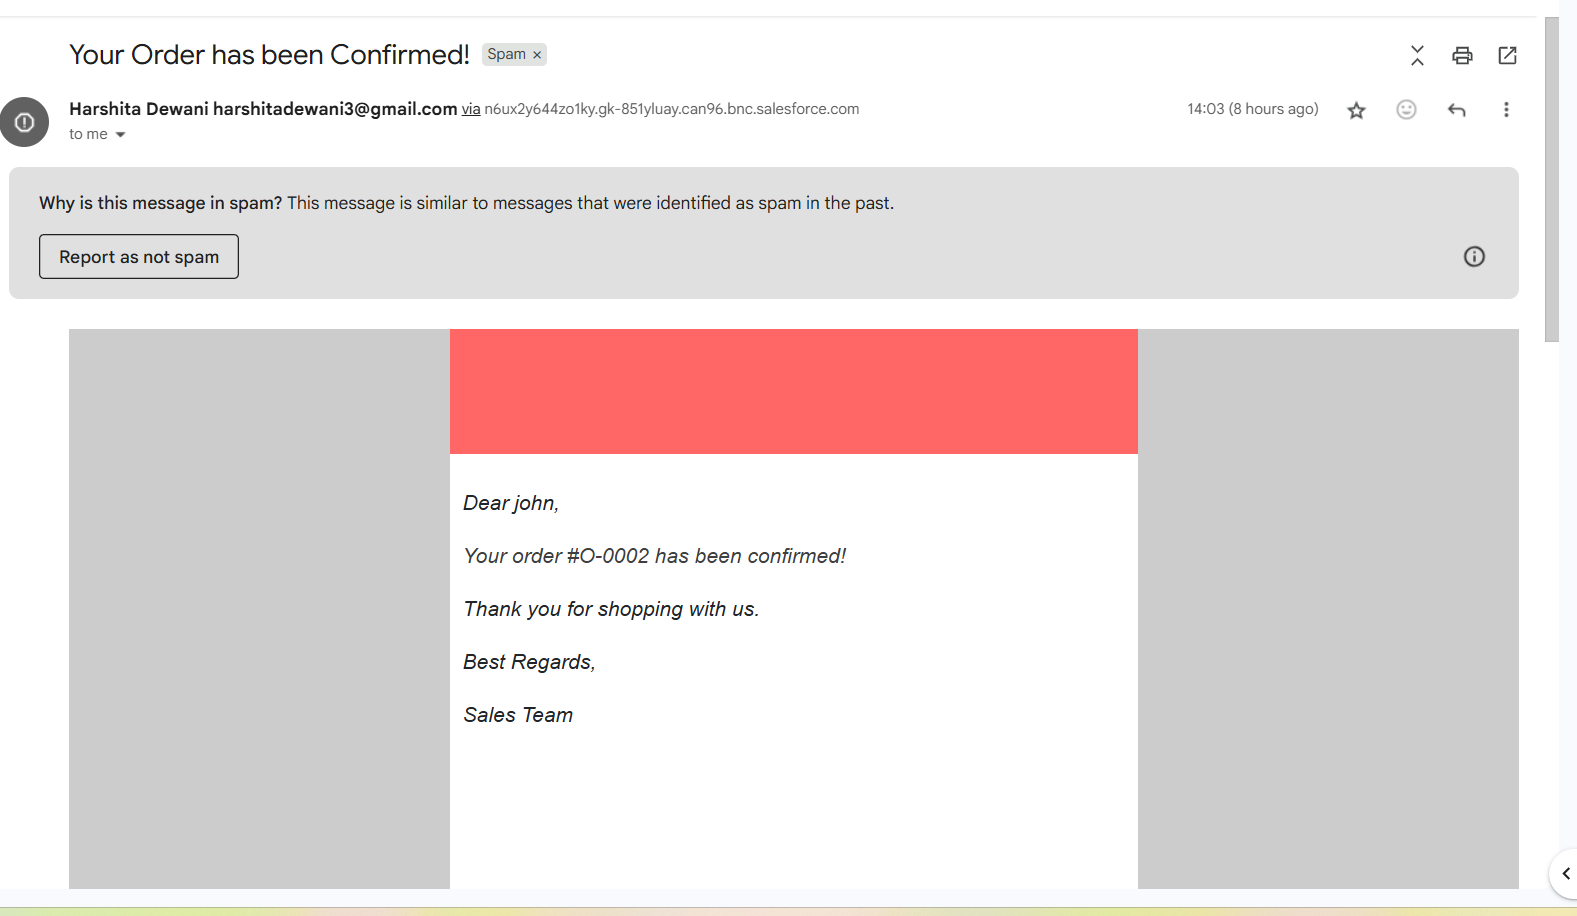 Your Order has been Confirmed! Spam ×
Harshita Dewani harshitadewani3@gmail.com via n6ux2y644zo1ky.gk-851yluay.can96.bnc.salesforce.com 14:03 (8 hours ago)
to me
Why is this message in spam? This message is similar to messages that were identified as spam in the past.
Report as not spam
Dear john,
Your order #O-0002 has been confirmed!
Thank you for shopping with us.
Best Regards,
Sales Team